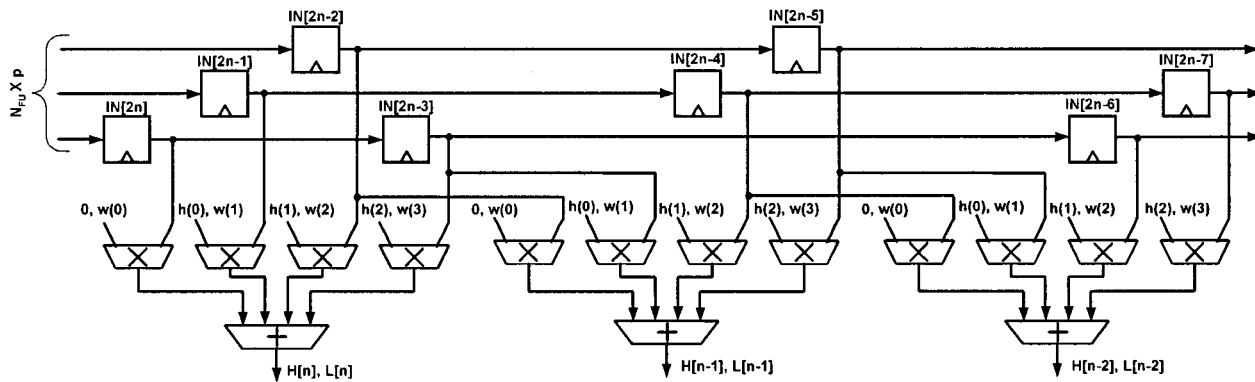 IN[2n-2]
IN[2n-5]
IN[2n-1]
IN[2n-4]
IN[2n-7]
N_FU X p
IN[2n]
IN[2n-3]
IN[2n-6]
0, w(0)
h(0), w(1)
h(1), w(2)
h(2), w(3)
0, w(0)
h(0), w(1)
h(1), w(2)
h(2), w(3)
0, w(0)
h(0), w(1)
h(1), w(2)
h(2), w(3)
H[n], L[n]
H[n-1], L[n-1]
H[n-2], L[n-2]